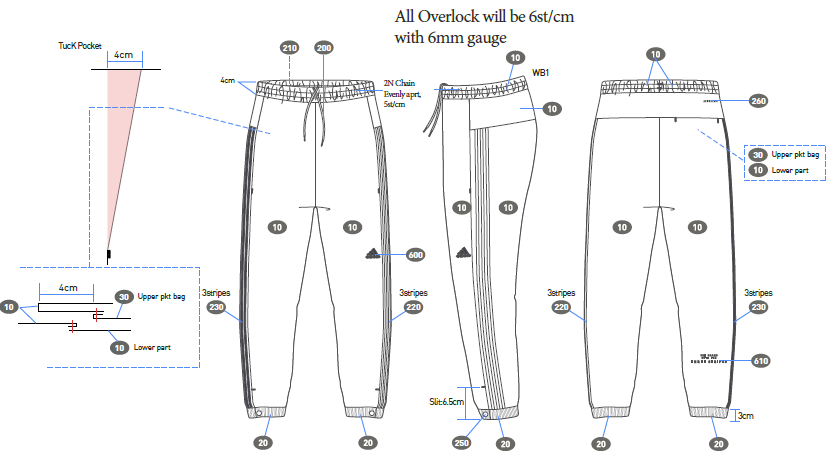 All Overlock will be 6st/cm
with 6mm gauge
TucK Pocket
4cm
210
200
4cm
2N Chain
Evenly aprt,
5st/cm
10
WB1
10
10
260
30 Upper pkt bag
10 Lower part
10
10
10
10
10
10
600
4cm
30 Upper pkt bag
10
10 Lower part
3stripes
230
3stripes
220
3stripes
220
3stripes
230
610
Slit:6.5cm
3cm
20
20
250
20
20
20